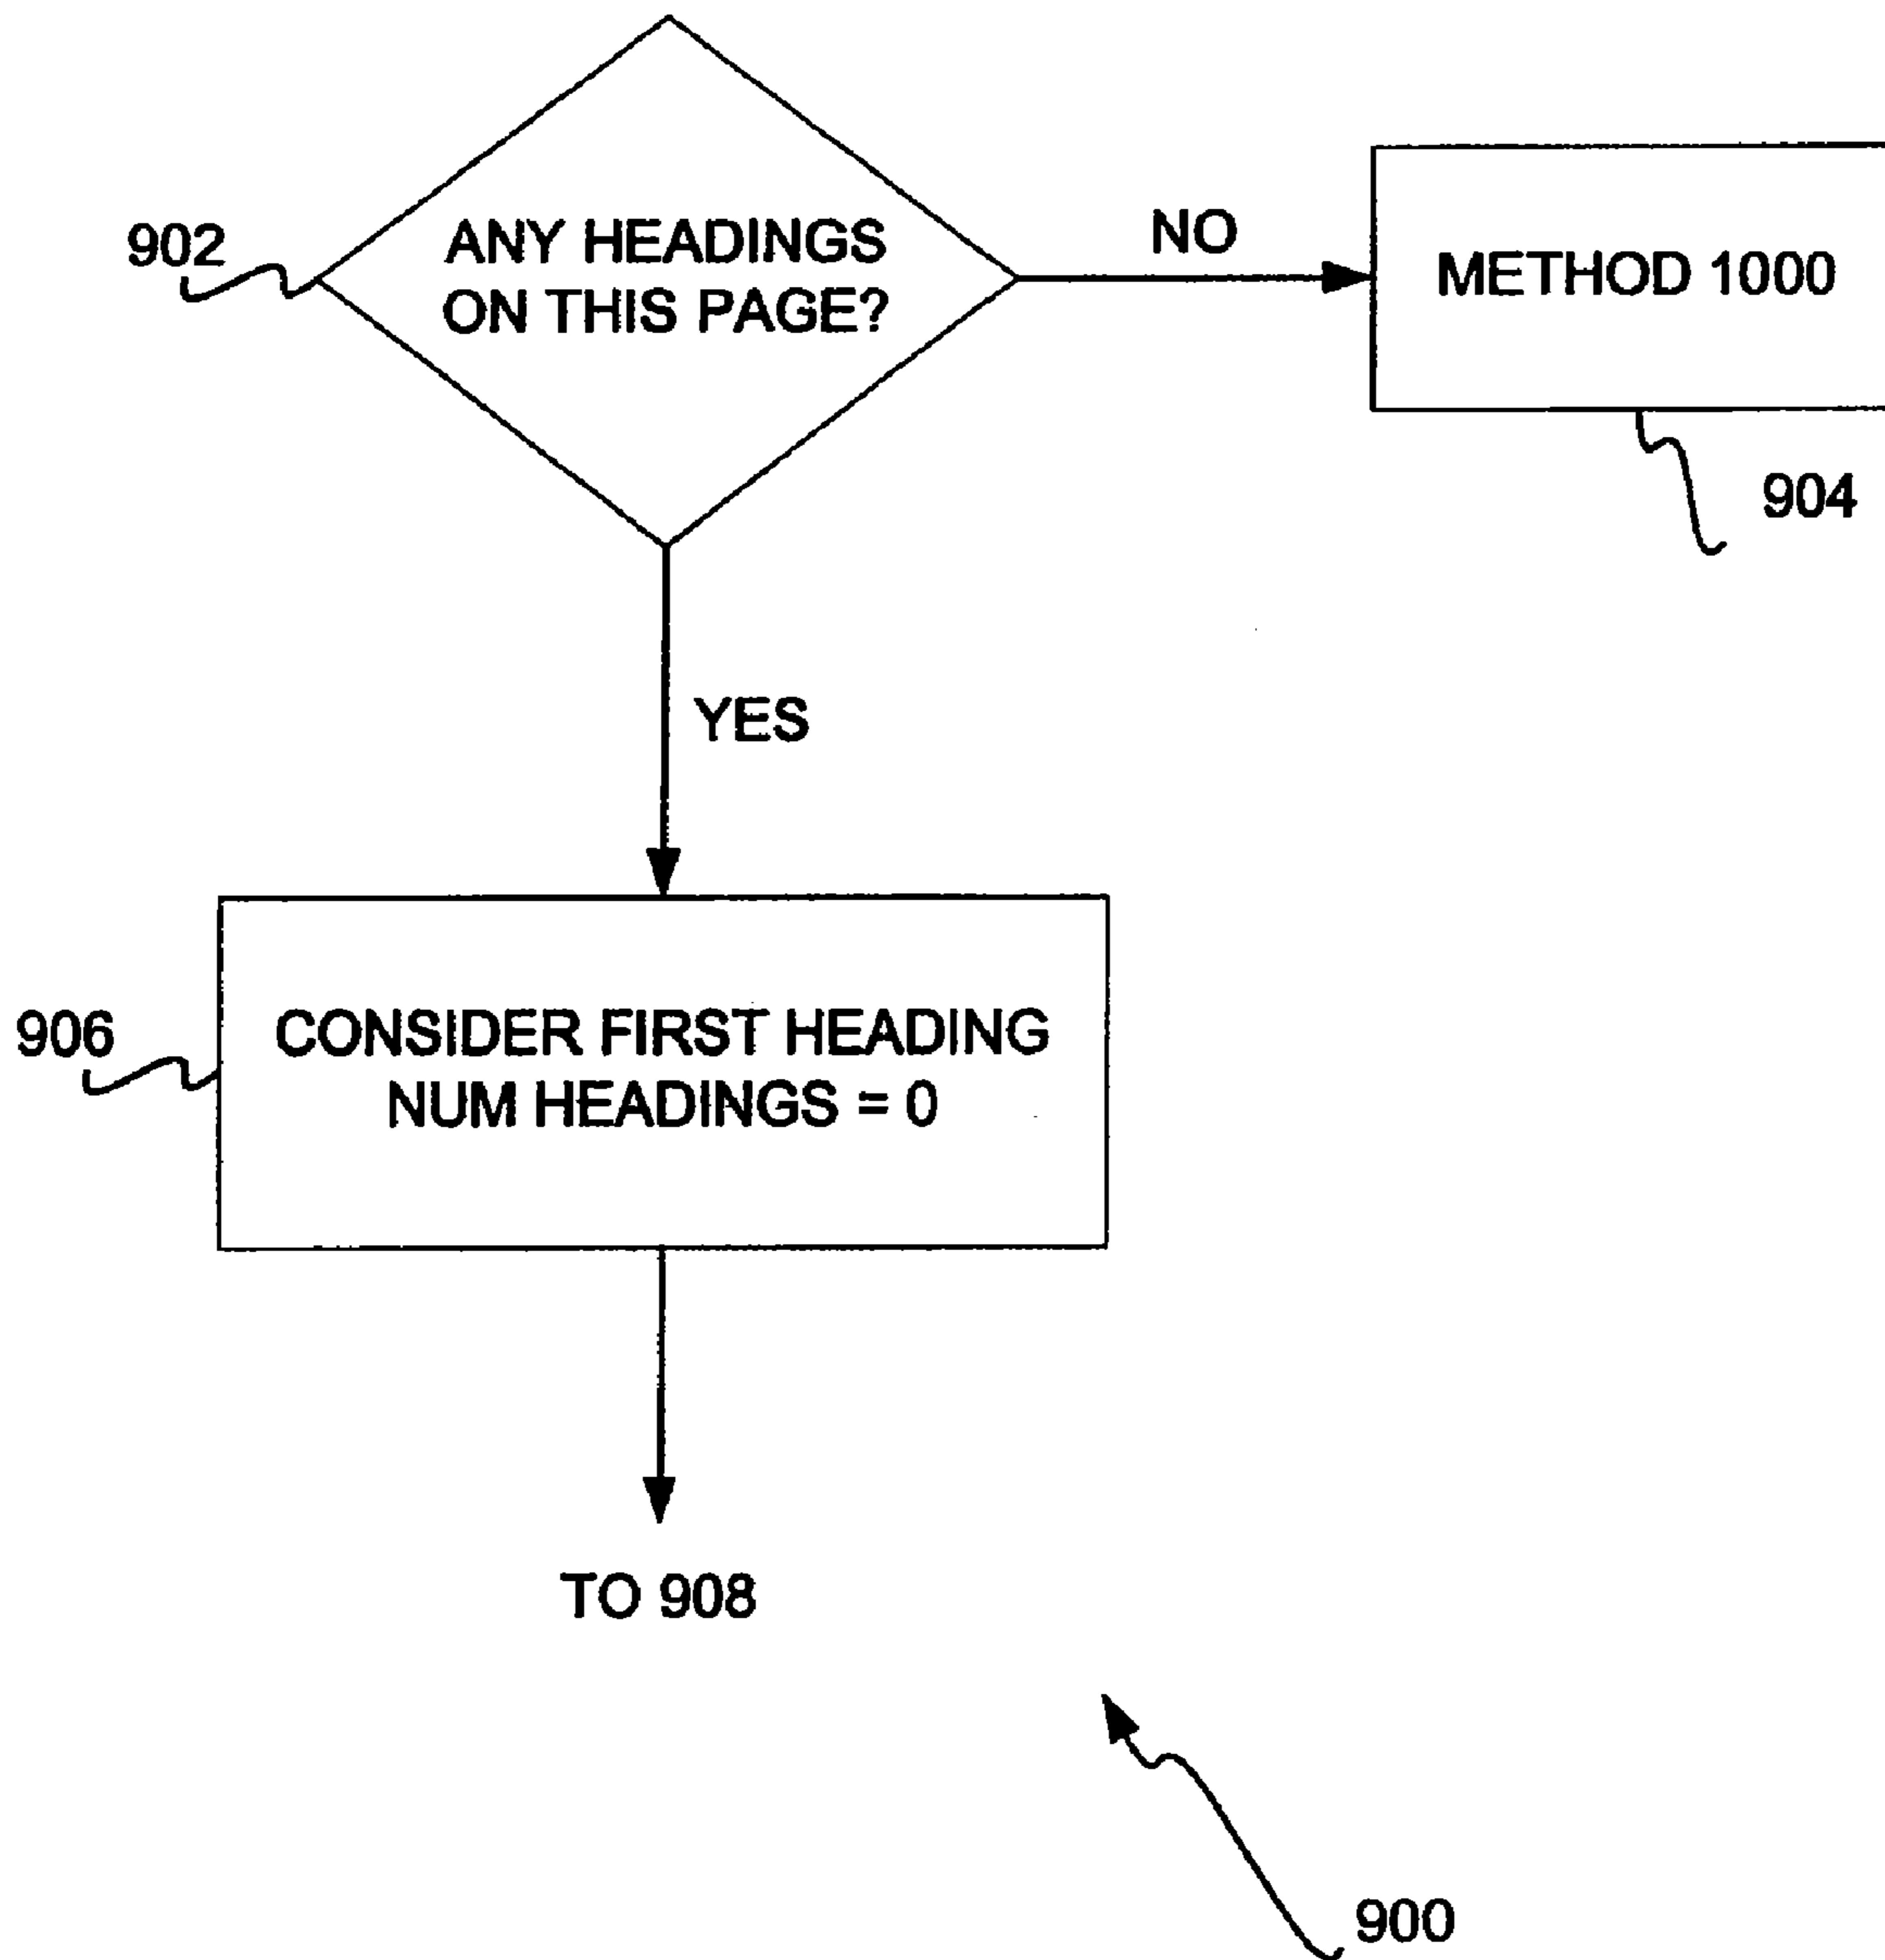 902
ANY HEADINGS
ON THIS PAGE?
NO
METHOD 1000
904
YES
906
CONSIDER FIRST HEADING
NUM HEADINGS = 0
TO 908
900